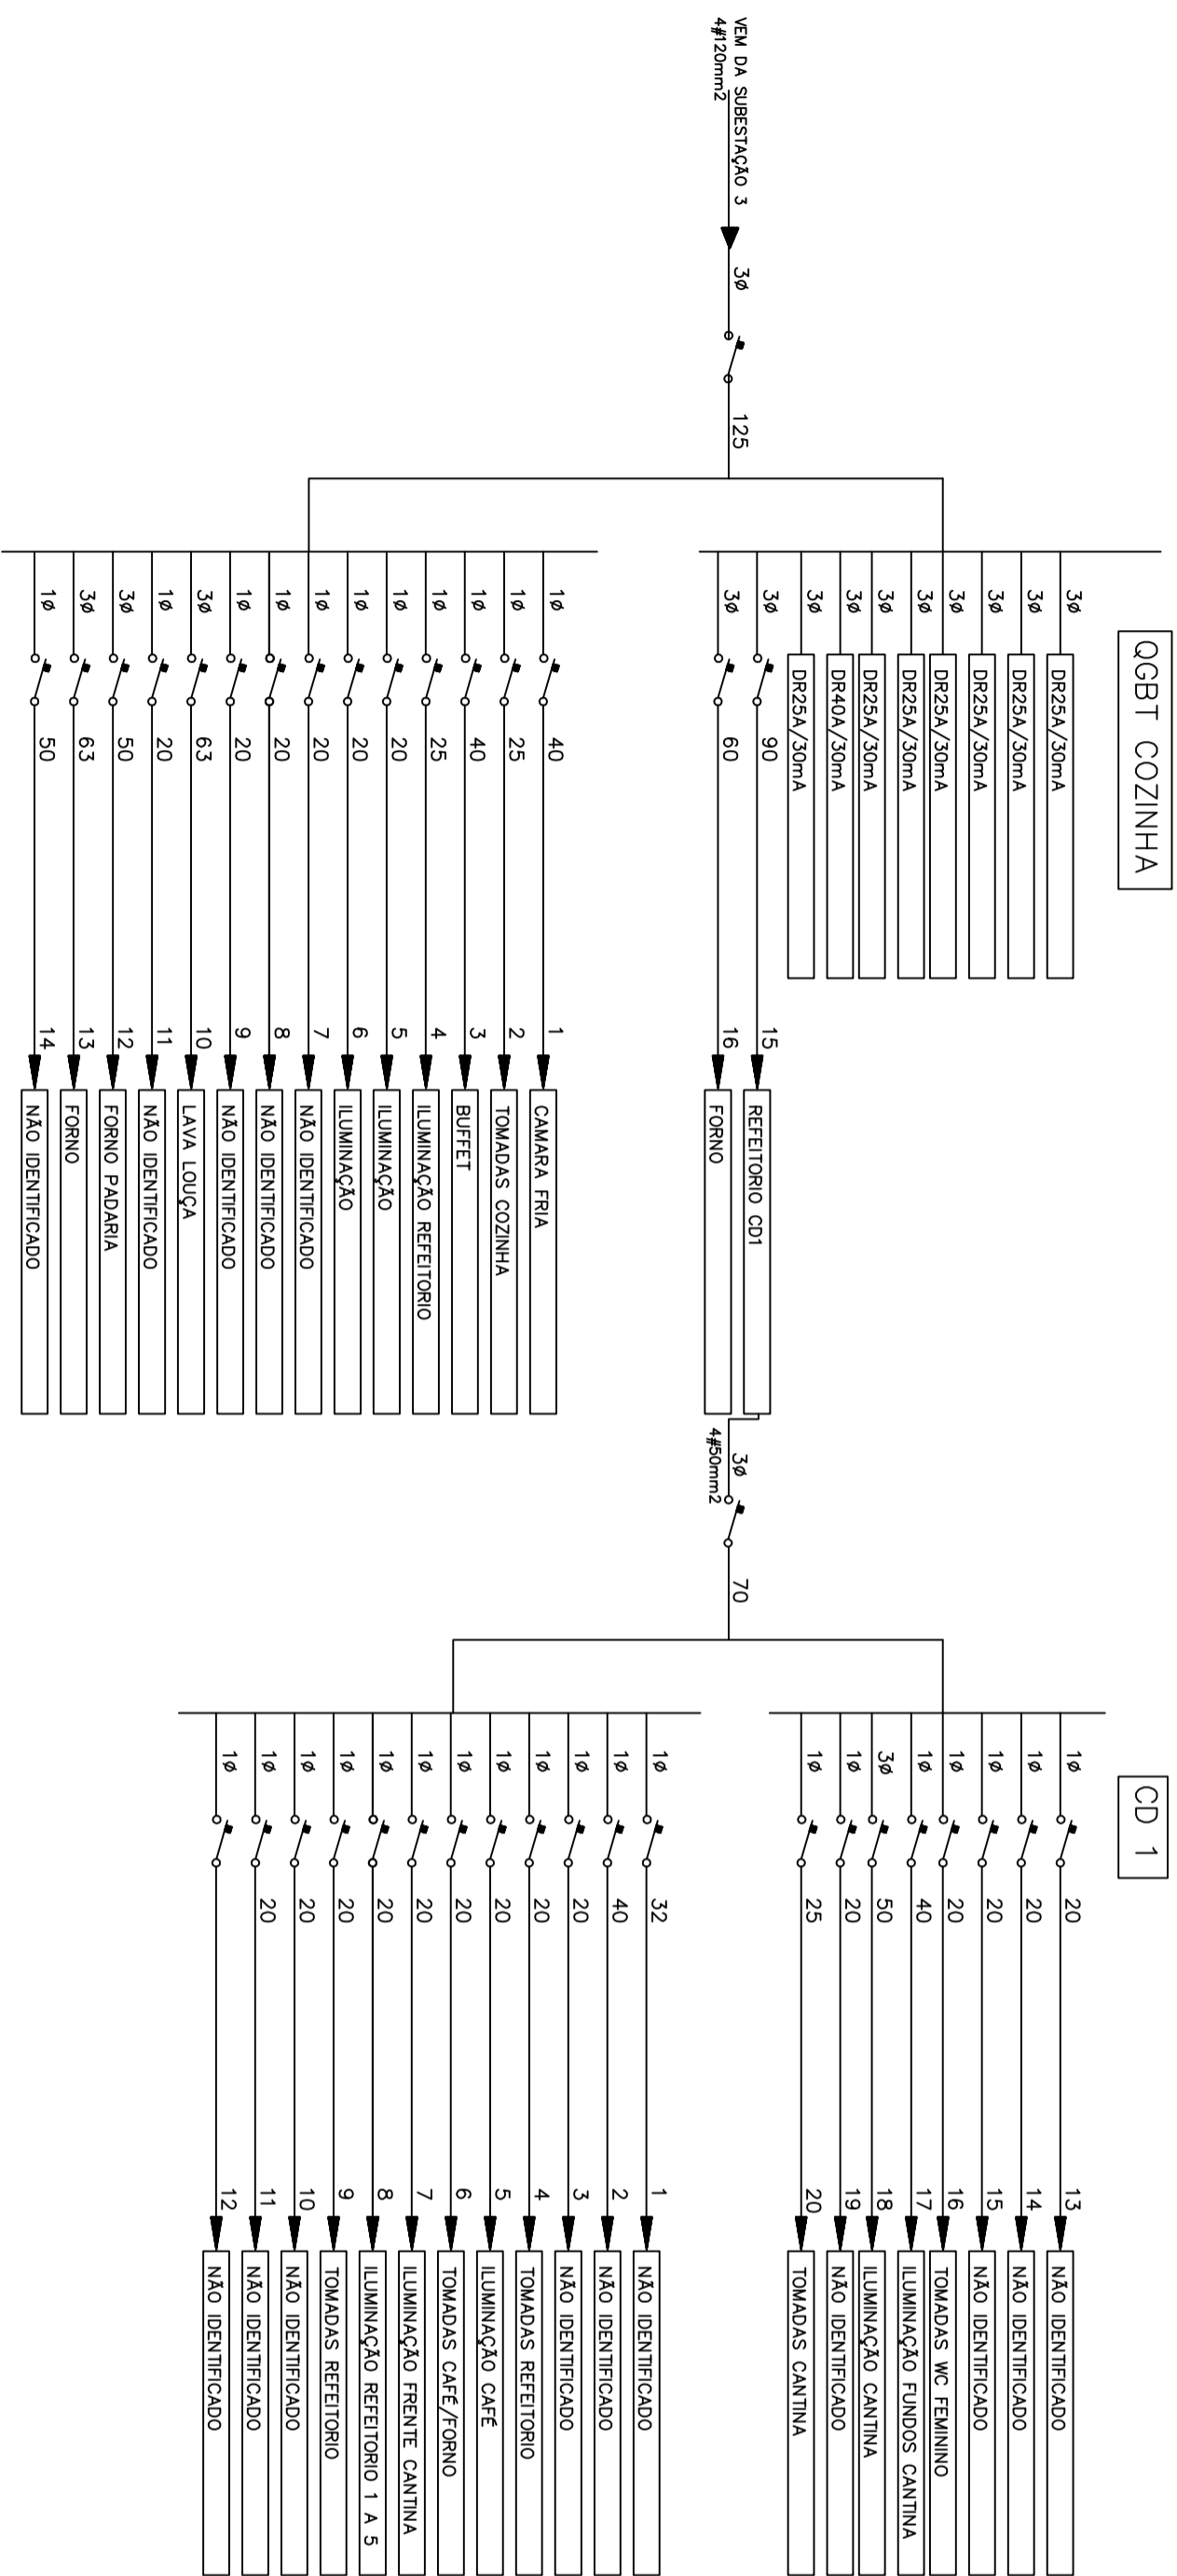 VEM DA SUBESTAÇÃO 3
4#120mm2
3ø
125
QGBT COZINHA
3ø DR25A/30mA
3ø DR25A/30mA
3ø DR25A/30mA
3ø DR25A/30mA
3ø DR25A/30mA
3ø DR25A/30mA
3ø DR40A/30mA
3ø DR25A/30mA
3ø 90 15 REFEITORIO CD1
3ø 60 16 FORNO
1ø 40 1 CAMARA FRIA
1ø 25 2 TOMADAS COZINHA
1ø 40 3 BUFFET
1ø 25 4 ILUMINAÇÃO REFEITORIO
1ø 20 5 ILUMINAÇÃO
1ø 20 6 ILUMINAÇÃO
1ø 20 7 NÃO IDENTIFICADO
1ø 20 8 NÃO IDENTIFICADO
1ø 20 9 NÃO IDENTIFICADO
3ø 63 10 LAVA LOUÇA
1ø 20 11 NÃO IDENTIFICADO
3ø 50 12 FORNO PADARIA
3ø 63 13 FORNO
1ø 50 14 NÃO IDENTIFICADO
3ø
4#50mm2
70
CD 1
1ø 20 13 NÃO IDENTIFICADO
1ø 20 14 NÃO IDENTIFICADO
1ø 20 15 NÃO IDENTIFICADO
1ø 20 16 TOMADAS WC FEMININO
1ø 40 17 ILUMINAÇÃO FUNDOS CANTINA
3ø 50 18 ILUMINAÇÃO CANTINA
1ø 20 19 NÃO IDENTIFICADO
1ø 25 20 TOMADAS CANTINA
1ø 32 1 NÃO IDENTIFICADO
1ø 40 2 NÃO IDENTIFICADO
1ø 20 3 NÃO IDENTIFICADO
1ø 20 4 TOMADAS REFEITORIO
1ø 20 5 ILUMINAÇÃO CAFÉ
1ø 20 6 TOMADAS CAFÉ/FORNO
1ø 20 7 ILUMINAÇÃO FRENTE CANTINA
1ø 20 8 ILUMINAÇÃO REFEITORIO 1 A 5
1ø 20 9 TOMADAS REFEITORIO
1ø 20 10 NÃO IDENTIFICADO
1ø 20 11 NÃO IDENTIFICADO
1ø 12 NÃO IDENTIFICADO